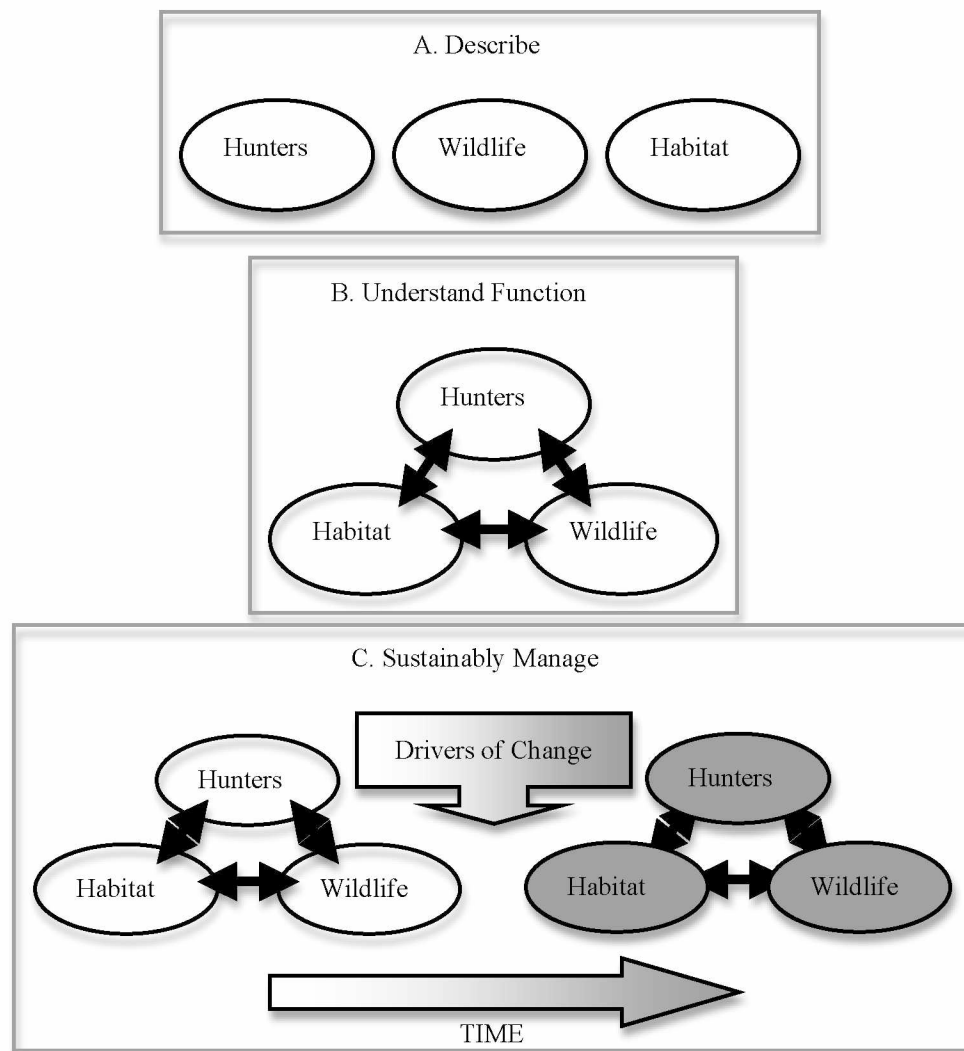 A. Describe
Hunters Wildlife Habitat
B. Understand Function
Hunters
Habitat Wildlife
C. Sustainably Manage
Drivers of Change
Hunters Hunters
Habitat Wildlife Habitat Wildlife
TIME